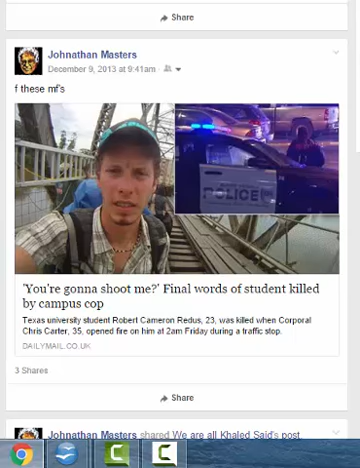 Share
Johnathan Masters
December 9, 2013 at 9:41am
f these mf's
POLICE
'You're gonna shoot me?' Final words of student killed
by campus cop
Texas university student Robert Cameron Redus, 23, was killed when Corporal
Chris Carter, 35, opened fire on him at 2am Friday during a traffic stop.
DAILYMAIL.CO.UK
3 Shares
Share
Johnathan Masters shared We are all Khaled Said's post